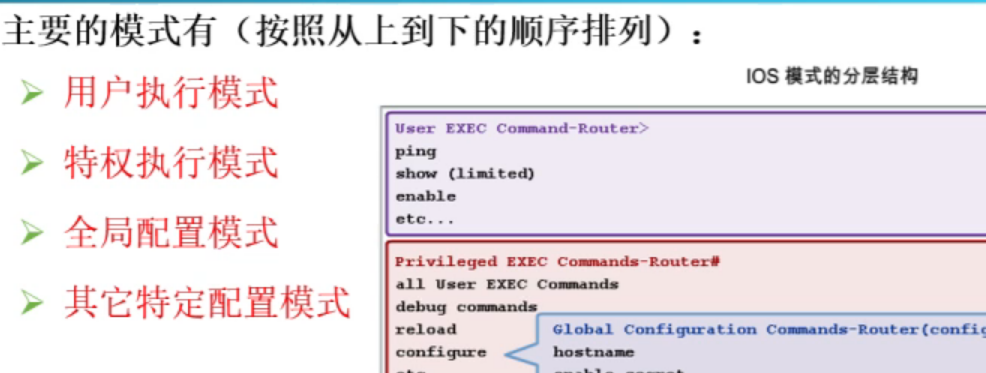 主要的模式有（按照从上到下的顺序排列）：
用户执行模式
特权执行模式
全局配置模式
其它特定配置模式
IOS 模式的分层结构
User EXEC Command-Router>
ping
show (limited)
enable
etc...
Privileged EXEC Commands-Router#
all User EXEC Commands
debug commands
reload
configure
Global Configuration Commands-Router(config
hostname